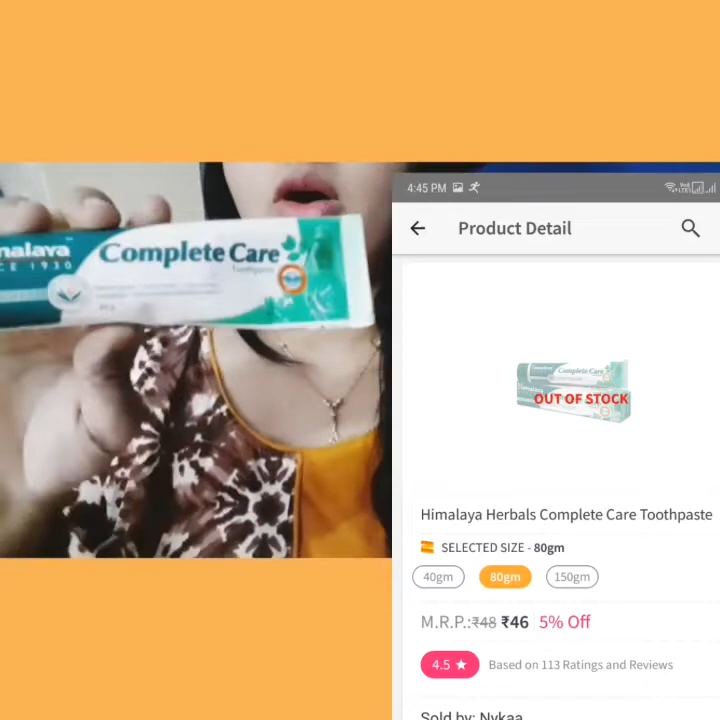 malaya
CE 1930
Complete Care
Toothpaste
4:45 PM
Product Detail
Complete Care
OUT OF STOCK
Himalaya Herbals Complete Care Toothpaste
SELECTED SIZE - 80gm
40gm
80gm
150gm
M.R.P.:₹48 ₹46 5% Off
4.5 ★ Based on 113 Ratings and Reviews
Sold by: Nykaa